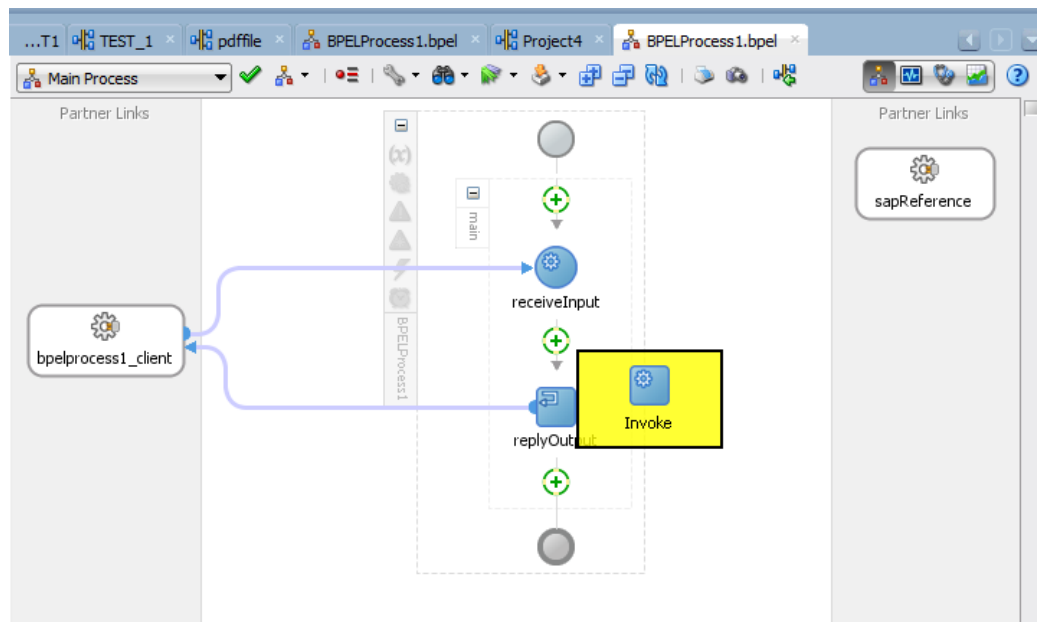 ...T1 TEST_1 pdffile BPELProcess1.bpel Project4 BPELProcess1.bpel
Main Process
Partner Links
Partner Links
(x)
main
sapReference
receiveInput
bpelprocess1_client
BPELProcess1
Invoke
replyOutput